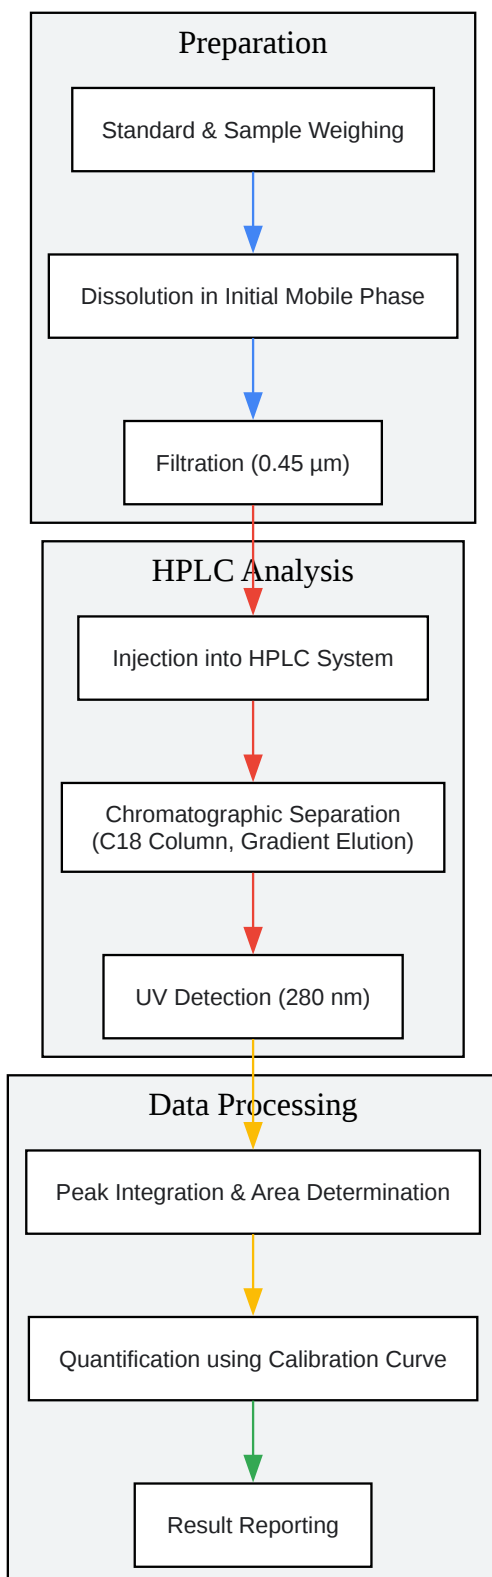 Preparation
Standard & Sample Weighing
Dissolution in Initial Mobile Phase
Filtration (0.45 µm)
HPLC Analysis
Injection into HPLC System
Chromatographic Separation
(C18 Column, Gradient Elution)
UV Detection (280 nm)
Data Processing
Peak Integration & Area Determination
Quantification using Calibration Curve
Result Reporting